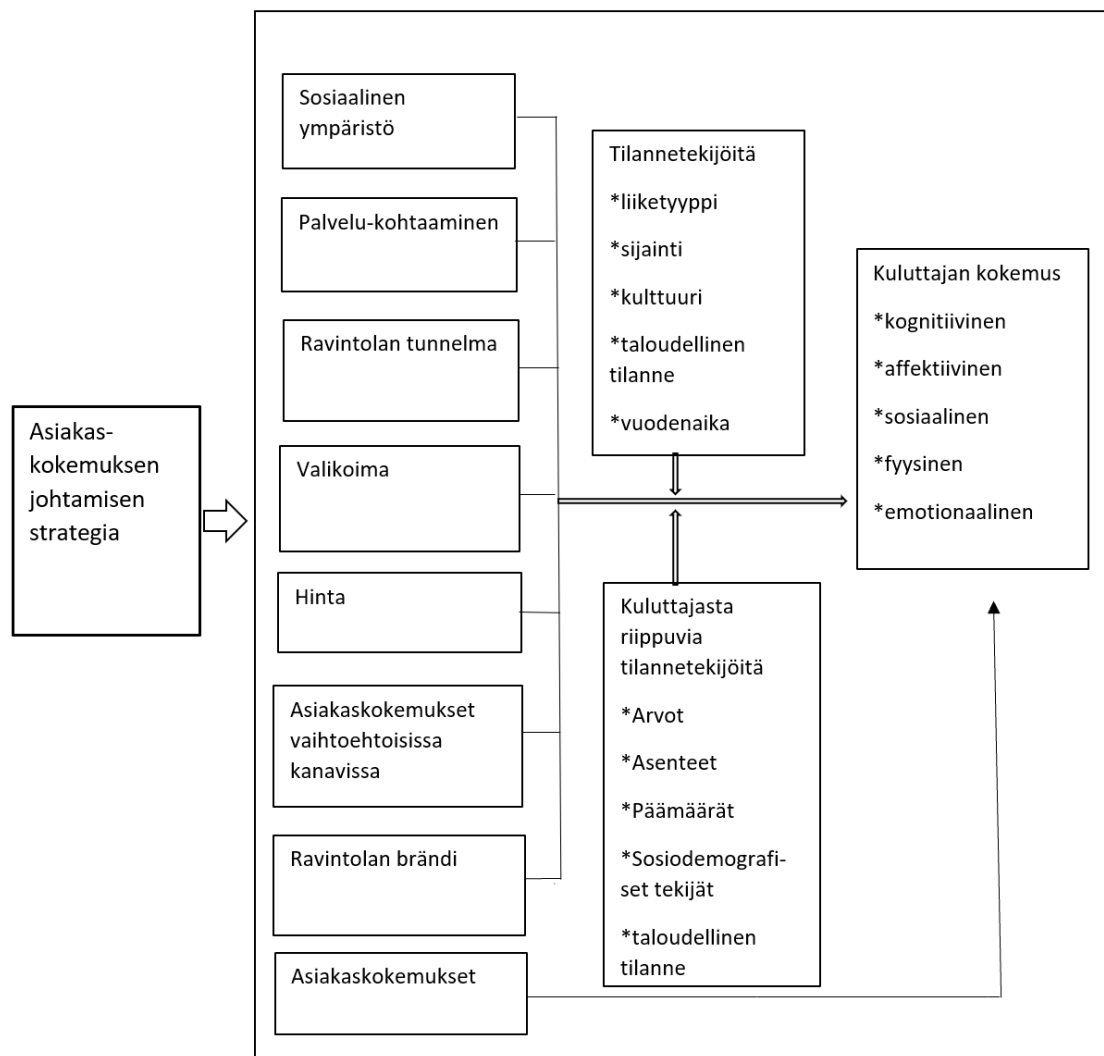 Asiakas-
kokemuksen
johtamisen
strategia
Sosiaalinen
ympäristö
Palvelu-kohtaaminen
Ravintolan tunnelma
Valikoima
Hinta
Asiakaskokemukset
vaihtoehtoisissa
kanavissa
Ravintolan brändi
Asiakaskokemukset
Tilannetekijöitä
*liiketyyppi
*sijainti
*kulttuuri
*taloudellinen
tilanne
*vuodenaika
Kuluttajasta
riippuvia
tilannetekijöitä
*Arvot
*Asenteet
*Päämäärät
*Sosiodemografi-
set tekijät
*taloudellinen
tilanne
Kuluttajan kokemus
*kognitiivinen
*affektiivinen
*sosiaalinen
*fyysinen
*emotionaalinen